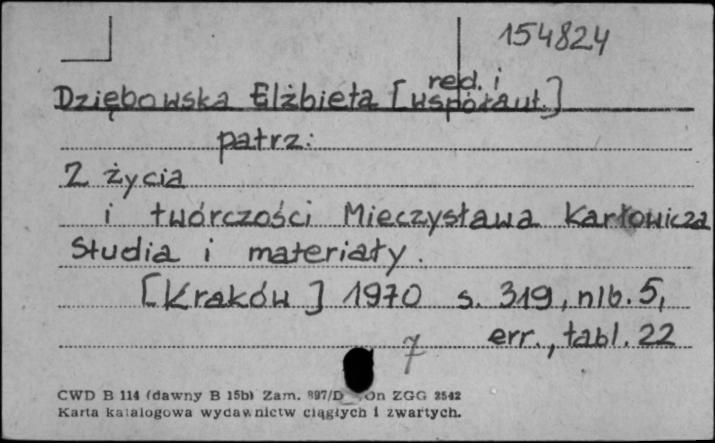 154824
Dziębowska Elżbieta [red. i współaut.]
patrz:
Z życia
i twórczości Mieczysława Karłowicza
Studia i materiały.
[Kraków] 1970 s. 319, nlb. 5,
err., tabl. 22
7
CWD B 114 (dawny B 15b) Zam. 897/D ZGG 2542
Karta katalogowa wydawnictw ciągłych i zwartych.